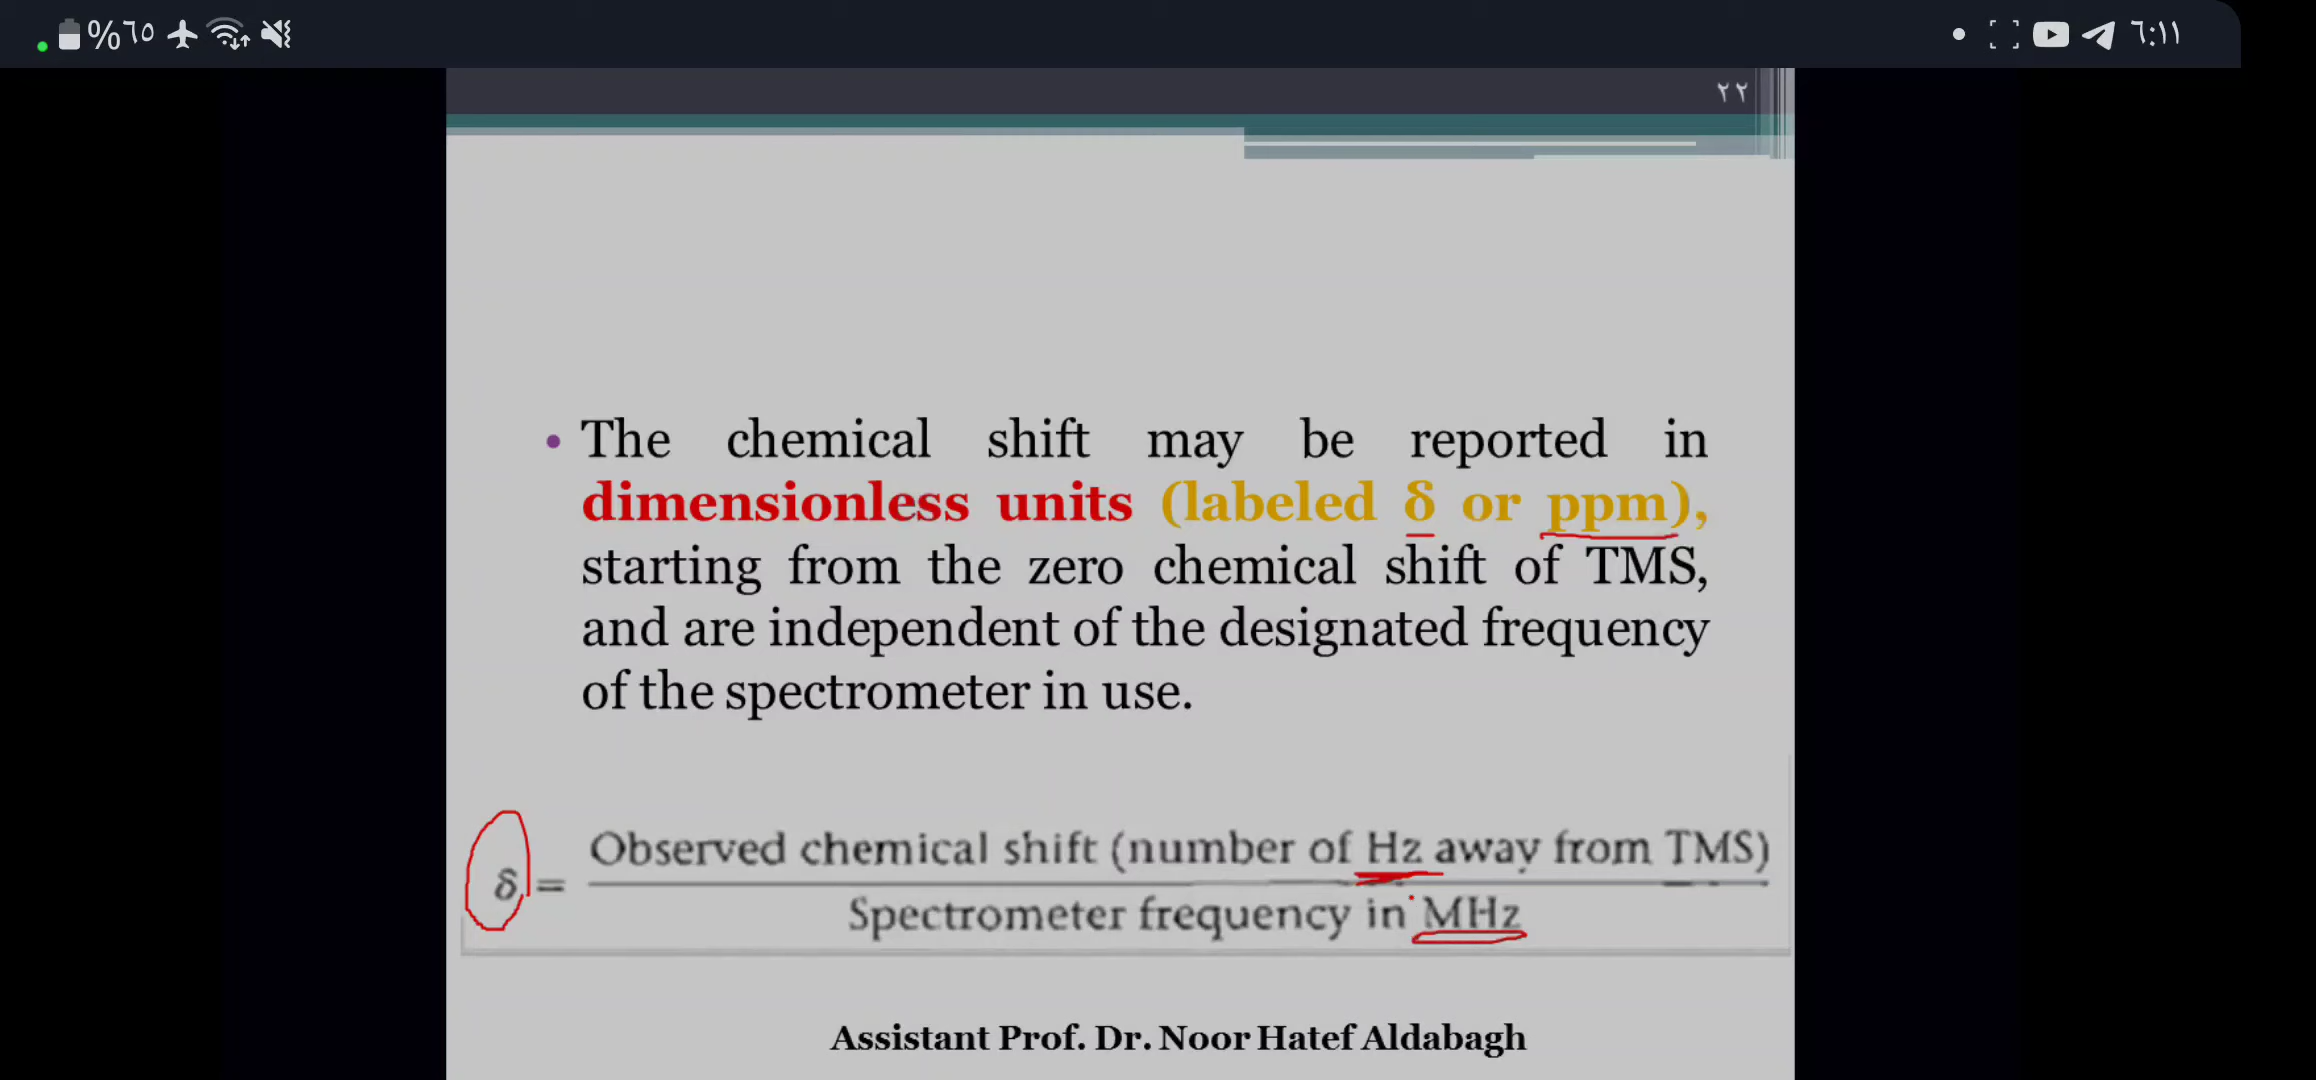 %٦٥
٦:١١
٢٢
• The chemical shift may be reported in
dimensionless units (labeled δ or ppm),
starting from the zero chemical shift of TMS,
and are independent of the designated frequency
of the spectrometer in use.
δ = Observed chemical shift (number of Hz away from TMS)
Spectrometer frequency in MHz
Assistant Prof. Dr. Noor Hatef Aldabagh